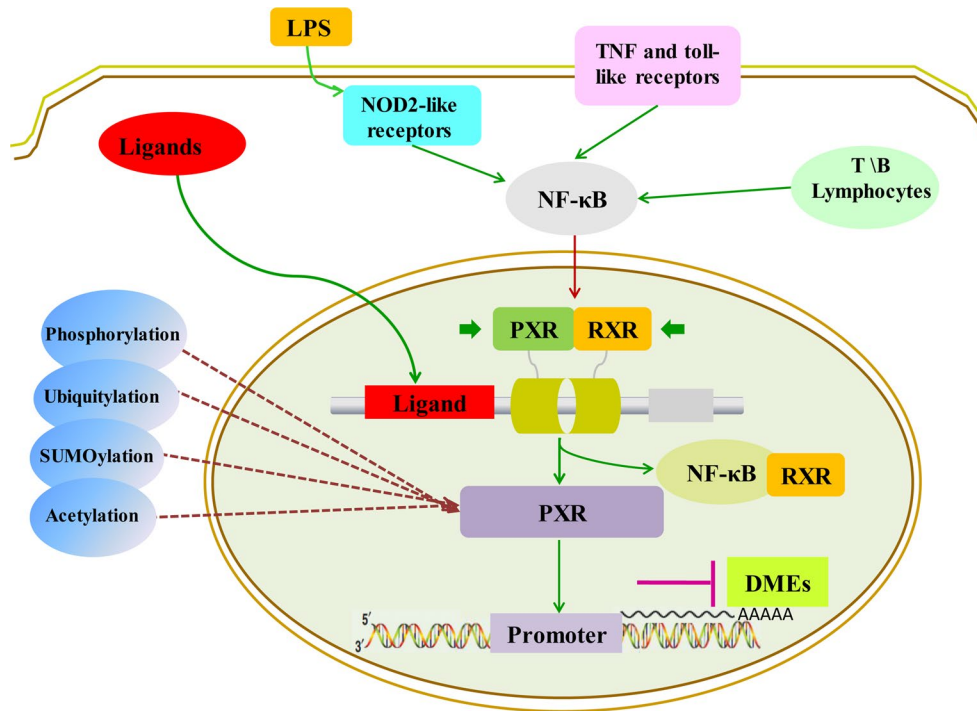 LPS
TNF and toll-
like receptors
NOD2-like
receptors
Ligands
T \B
Lymphocytes
NF-κB
PXR
RXR
Phosphorylation
Ubiquitylation
SUMOylation
Acetylation
Ligand
NF-κB
RXR
PXR
DMEs
AAAAA
5′
3′
Promoter